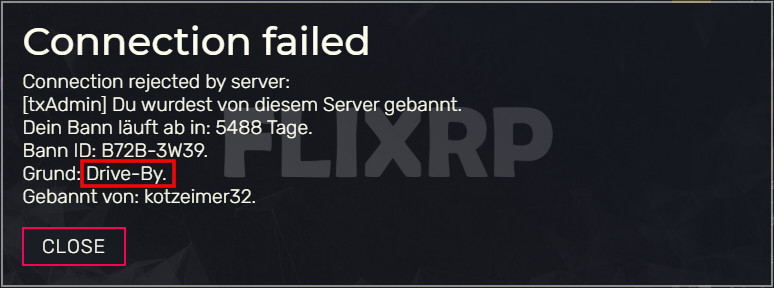 Connection failed
Connection rejected by server:
[txAdmin] Du wurdest von diesem Server gebannt.
Dein Bann läuft ab in: 5488 Tage.
Bann ID: B72B-3W39.
FLIXRP
Grund: Drive-By.
Gebannt von: kotzeimer32.
CLOSE